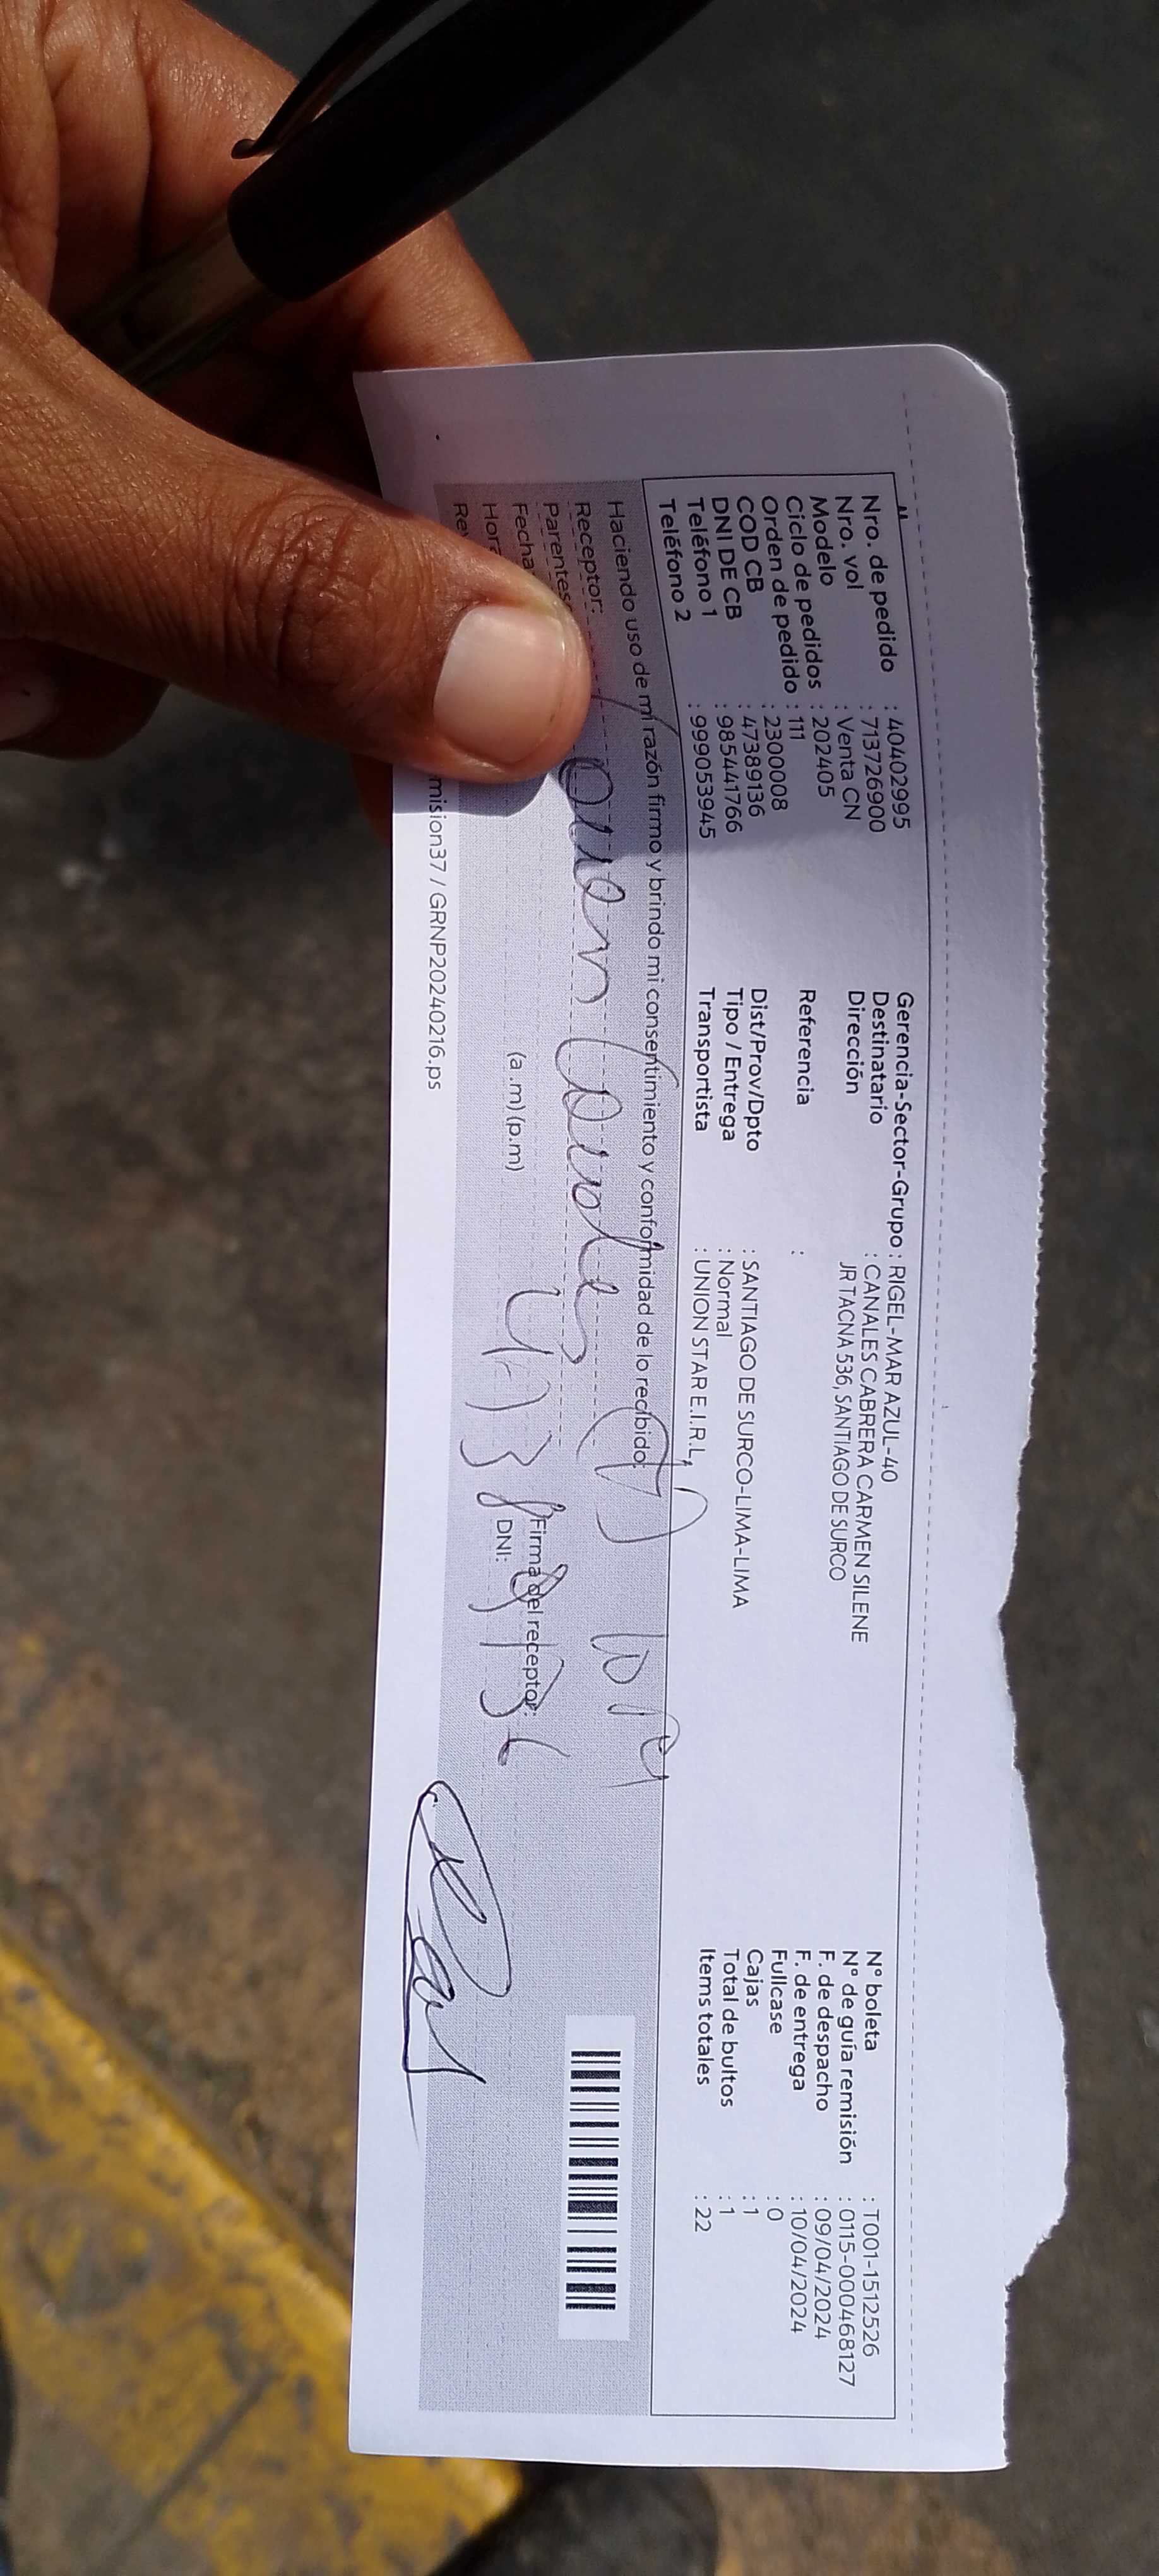 Nro. de pedido : 40402995
Nro. vol : 713726900
Modelo : Venta CN
Ciclo de pedidos : 202405
Orden de pedido : 111
COD CB : 2300008
DNI DE CB : 47389136
Teléfono 1 : 985441766
Teléfono 2 : 999053945
Gerencia-Sector-Grupo : RIGEL-MAR AZUL-40
Destinatario : CANALES CABRERA CARMEN SILENE
Dirección JR TACNA 536, SANTIAGO DE SURCO
Referencia :
Dist/Prov/Dpto : SANTIAGO DE SURCO-LIMA-LIMA
Tipo / Entrega : Normal
Transportista : UNION STAR E.I.R.L,
N° boleta : T001-1512526
N° de guía remisión : 0115-000468127
F. de despacho : 09/04/2024
F. de entrega : 10/04/2024
Fullcase : 0
Cajas : 1
Total de bultos : 1
Items totales : 22
Haciendo uso de mi razón firmo y brindo mi consentimiento y conformidad de lo recibido:
Receptor:
Fecha
(a .m) (p.m)
Firma del receptor:
DNI:
mision37 / GRNP20240216.ps